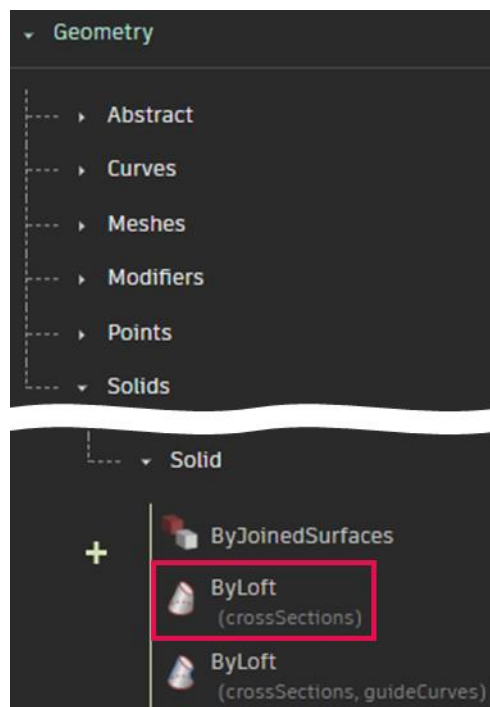 Geometry
Abstract
Curves
Meshes
Modifiers
Points
Solids
Solid
ByJoinedSurfaces
ByLoft
(crossSections)
ByLoft
(crossSections, guideCurves)